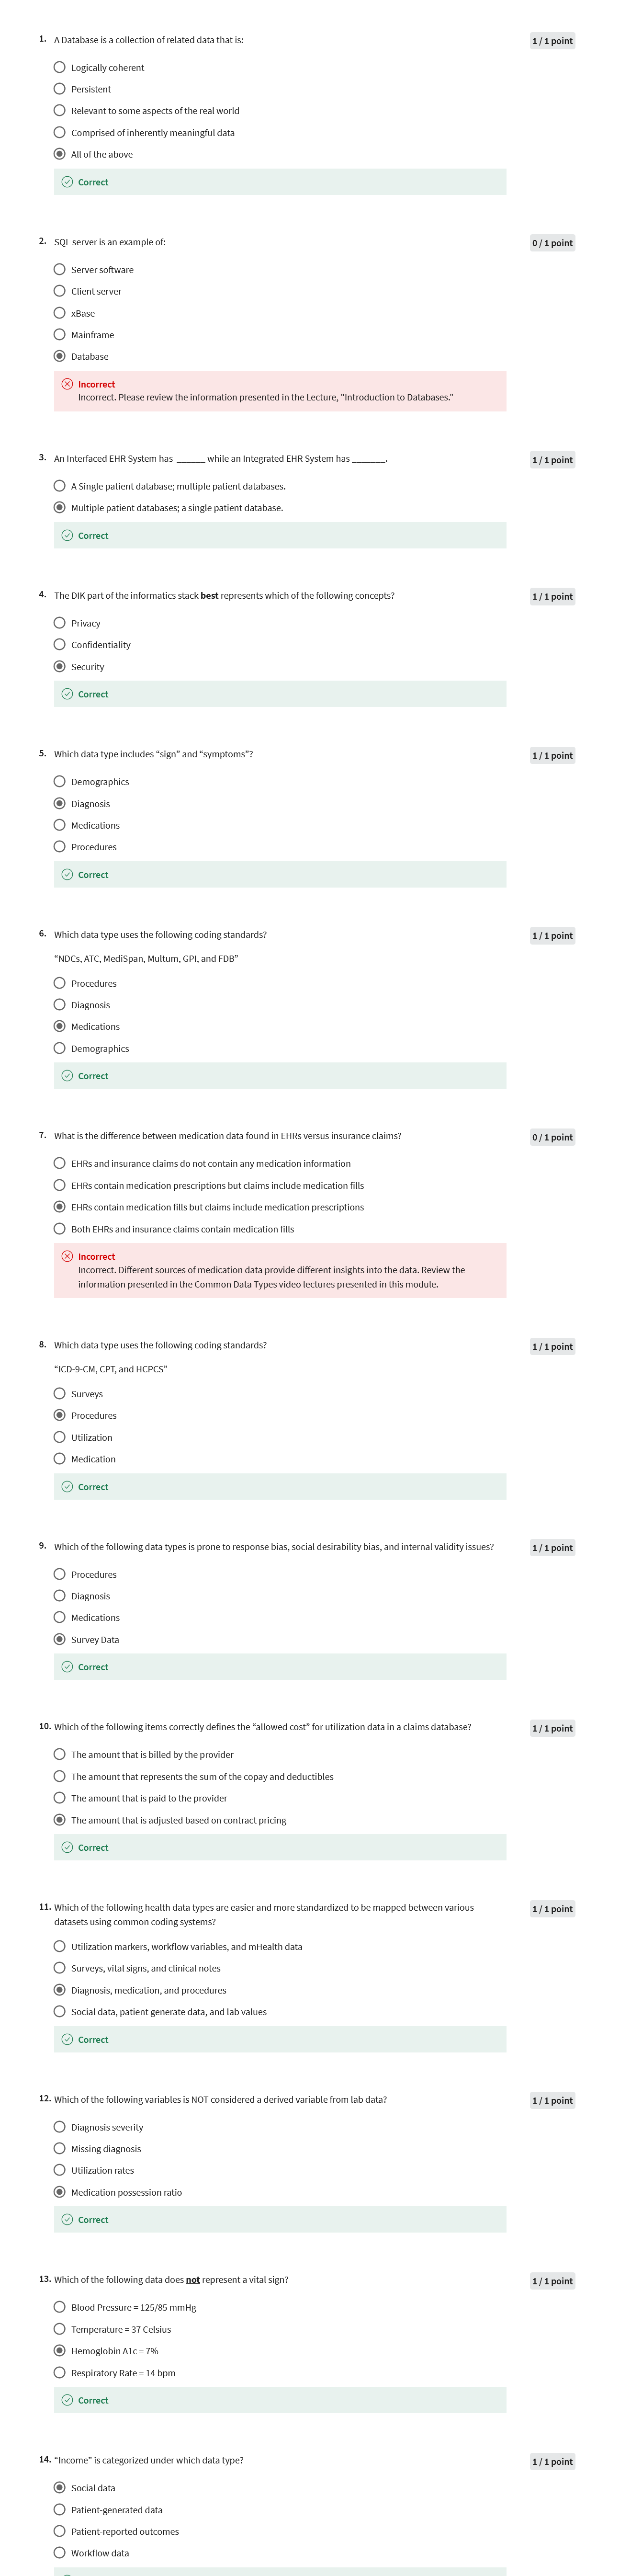 1. A Database is a collection of related data that is:
1 / 1 point
Logically coherent
Persistent
Relevant to some aspects of the real world
Comprised of inherently meaningful data
All of the above
Correct
2. SQL server is an example of:
0 / 1 point
Server software
Client server
xBase
Mainframe
Database
Incorrect
Incorrect. Please review the information presented in the Lecture, "Introduction to Databases."
3. An Interfaced EHR System has ______ while an Integrated EHR System has _______.
1 / 1 point
A Single patient database; multiple patient databases.
Multiple patient databases; a single patient database.
Correct
4. The DIK part of the informatics stack best represents which of the following concepts?
1 / 1 point
Privacy
Confidentiality
Security
Correct
5. Which data type includes “sign” and “symptoms”?
1 / 1 point
Demographics
Diagnosis
Medications
Procedures
Correct
6. Which data type uses the following coding standards?
1 / 1 point
"NDCs, ATC, MediSpan, Multum, GPI, and FDB”
Procedures
Diagnosis
Medications
Demographics
Correct
7. What is the difference between medication data found in EHRs versus insurance claims?
0 / 1 point
EHRs and insurance claims do not contain any medication information
EHRs contain medication prescriptions but claims include medication fills
EHRs contain medication fills but claims include medication prescriptions
Both EHRs and insurance claims contain medication fills
Incorrect
Incorrect. Different sources of medication data provide different insights into the data. Review the
information presented in the Common Data Types video lectures presented in this module.
8. Which data type uses the following coding standards?
1 / 1 point
“ICD-9-CM, CPT, and HCPCS”
Surveys
Procedures
Utilization
Medication
Correct
9. Which of the following data types is prone to response bias, social desirability bias, and internal validity issues?
1 / 1 point
Procedures
Diagnosis
Medications
Survey Data
Correct
10. Which of the following items correctly defines the “allowed cost” for utilization data in a claims database?
1 / 1 point
The amount that is billed by the provider
The amount that represents the sum of the copay and deductibles
The amount that is paid to the provider
The amount that is adjusted based on contract pricing
Correct
11. Which of the following health data types are easier and more standardized to be mapped between various
datasets using common coding systems?
1 / 1 point
Utilization markers, workflow variables, and mHealth data
Surveys, vital signs, and clinical notes
Diagnosis, medication, and procedures
Social data, patient generate data, and lab values
Correct
12. Which of the following variables is NOT considered a derived variable from lab data?
1 / 1 point
Diagnosis severity
Missing diagnosis
Utilization rates
Medication possession ratio
Correct
13. Which of the following data does not represent a vital sign?
1 / 1 point
Blood Pressure = 125/85 mmHg
Temperature = 37 Celsius
Hemoglobin A1c = 7%
Respiratory Rate = 14 bpm
Correct
14. “Income” is categorized under which data type?
1 / 1 point
Social data
Patient-generated data
Patient-reported outcomes
Workflow data